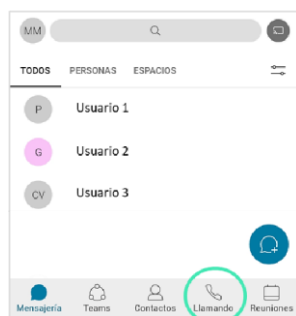 MM
TODOS PERSONAS ESPACIOS
P Usuario 1
G Usuario 2
CV Usuario 3
Mensajería Teams Contactos Llamando Reuniones